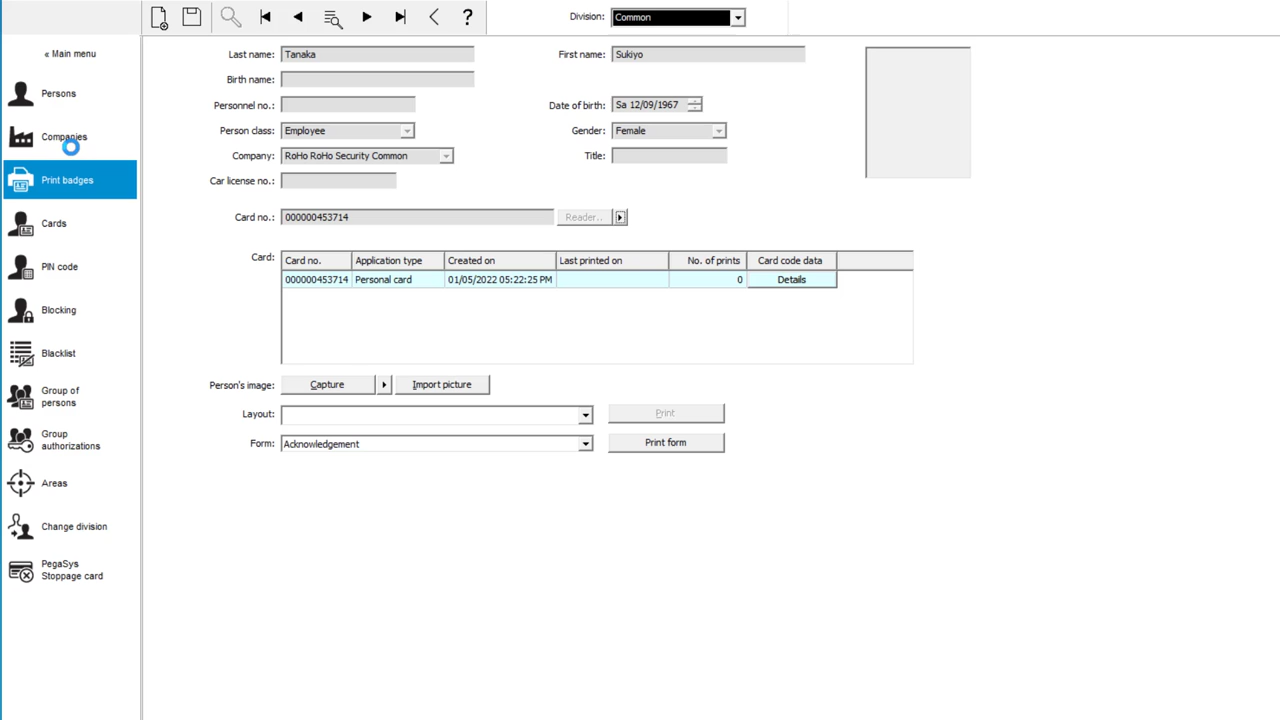 ?
Division: Common
« Main menu
Persons
Companies
Print badges
Cards
PIN code
Blocking
Blacklist
Group of
persons
Group
authorizations
Areas
Change division
PegaSys
Stoppage card
Last name: Tanaka
First name: Sukiyo
Birth name:
Personnel no.:
Date of birth: Sa 12/09/1967
Person class: Employee
Gender: Female
Company: RoHo RoHo Security Common
Title:
Car license no.:
Card no.: 000000453714 Reader..
Card: Card no. Application type Created on Last printed on No. of prints Card code data
000000453714 Personal card 01/05/2022 05:22:25 PM 0 Details
Person's image: Capture Import picture
Layout: Print
Form: Acknowledgement Print form